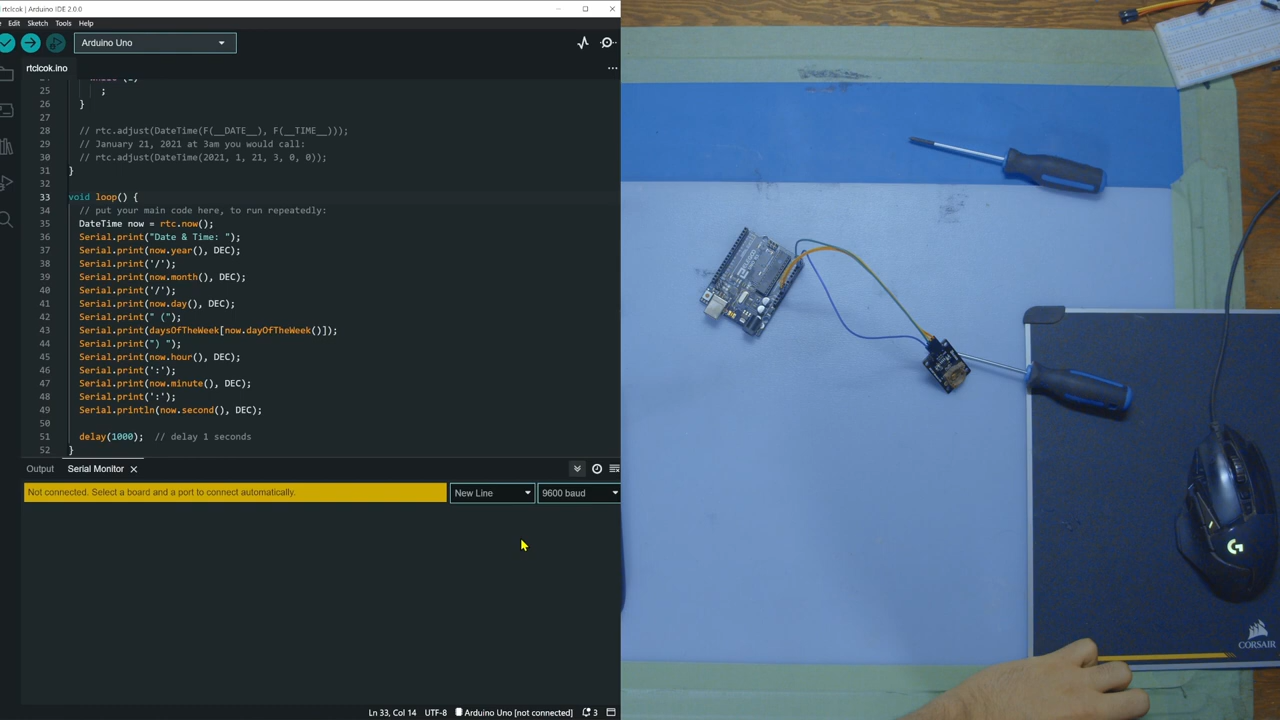 rtclcok | Arduino IDE 2.0.0
Edit Sketch Tools Help
Arduino Uno
rtclcok.ino
25 ;
26 }
27
28 // rtc.adjust(DateTime(F(__DATE__), F(__TIME__)));
29 // January 21, 2021 at 3am you would call:
30 // rtc.adjust(DateTime(2021, 1, 21, 3, 0, 0));
31 }
32
33 void loop() {
34 // put your main code here, to run repeatedly:
35 DateTime now = rtc.now();
36 Serial.print("Date & Time: ");
37 Serial.print(now.year(), DEC);
38 Serial.print('/');
39 Serial.print(now.month(), DEC);
40 Serial.print('/');
41 Serial.print(now.day(), DEC);
42 Serial.print(" (");
43 Serial.print(daysOfTheWeek[now.dayOfTheWeek()]);
44 Serial.print(") ");
45 Serial.print(now.hour(), DEC);
46 Serial.print(':');
47 Serial.print(now.minute(), DEC);
48 Serial.print(':');
49 Serial.println(now.second(), DEC);
50
51 delay(1000); // delay 1 seconds
52 }
Output Serial Monitor
Not connected. Select a board and a port to connect automatically.
New Line
9600 baud
Ln 33, Col 14 UTF-8 Arduino Uno [not connected] 3
CORSAIR